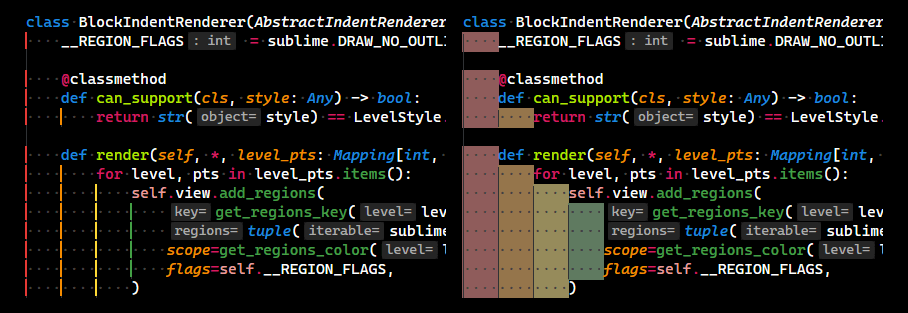 class BlockIndentRenderer(AbstractIndentRenderer
    __REGION_FLAGS : int = sublime.DRAW_NO_OUTLI

    @classmethod
    def can_support(cls, style: Any) -> bool:
        return str( object= style) == LevelStyle.

    def render(self, *, level_pts: Mapping[int,
        for level, pts in level_pts.items():
            self.view.add_regions(
                key= get_regions_key( level= lev
                regions= tuple( iterable= sublime
                scope=get_regions_color( level= l
                flags=self.__REGION_FLAGS,
            )

class BlockIndentRenderer(AbstractIndentRenderer
    __REGION_FLAGS : int = sublime.DRAW_NO_OUTLI

    @classmethod
    def can_support(cls, style: Any) -> bool:
        return str( object= style) == LevelStyle.

    def render(self, *, level_pts: Mapping[int,
        for level, pts in level_pts.items():
            self.view.add_regions(
                key= get_regions_key( level= lev
                regions= tuple( iterable= sublime
                scope=get_regions_color( level= l
                flags=self.__REGION_FLAGS,
            )